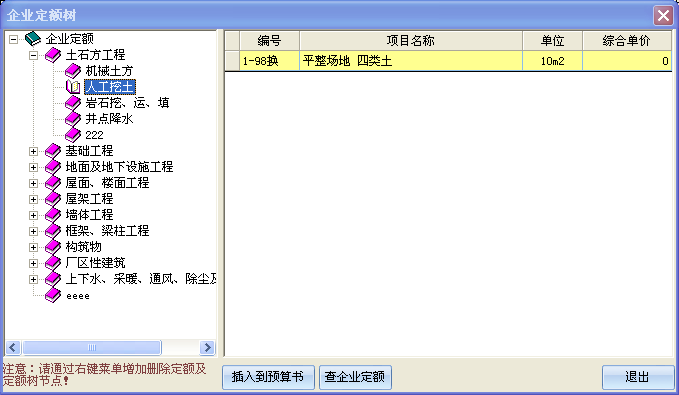 企业定额树
企业定额
土石方工程
机械土方
人工挖土
岩石挖、运、填
井点降水
222
基础工程
地面及地下设施工程
屋面、楼面工程
屋架工程
墙体工程
框架、梁柱工程
构筑物
厂区性建筑
上下水、采暖、通风、除尘及
eeee
编号 项目名称 单位 综合单价
1-98换 平整场地 四类土 10m2 0
注意：请通过右键菜单增加删除定额及
定额树节点!
插入到预算书 查企业定额 退出